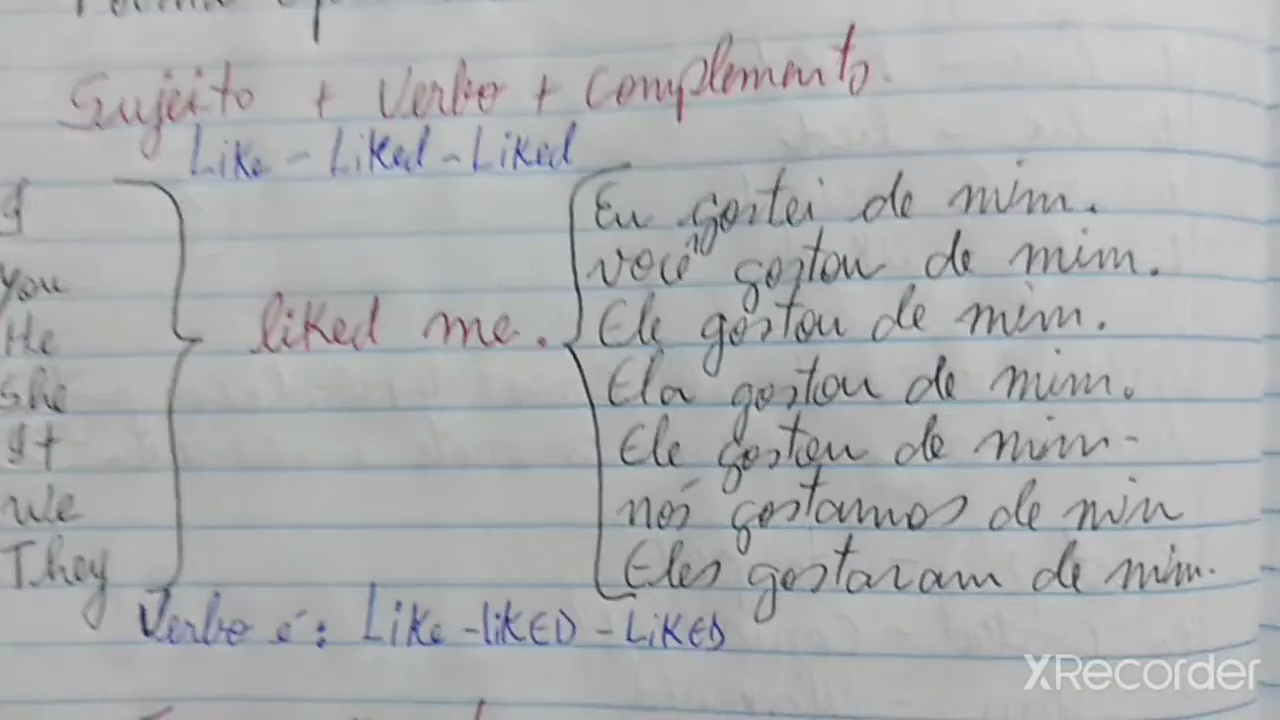 Sujeito + Verbo + Complemento.
Like - Liked - Liked
I
you
He
she
It
we
They
liked me.
Eu gostei de mim.
você gostou de mim.
Ele gostou de mim.
Ela gostou de mim.
Ele gostou de mim.
nós gostamos de mim
Eles gostaram de mim.
Verbo é: Like - LikED - LikED
XRecorder